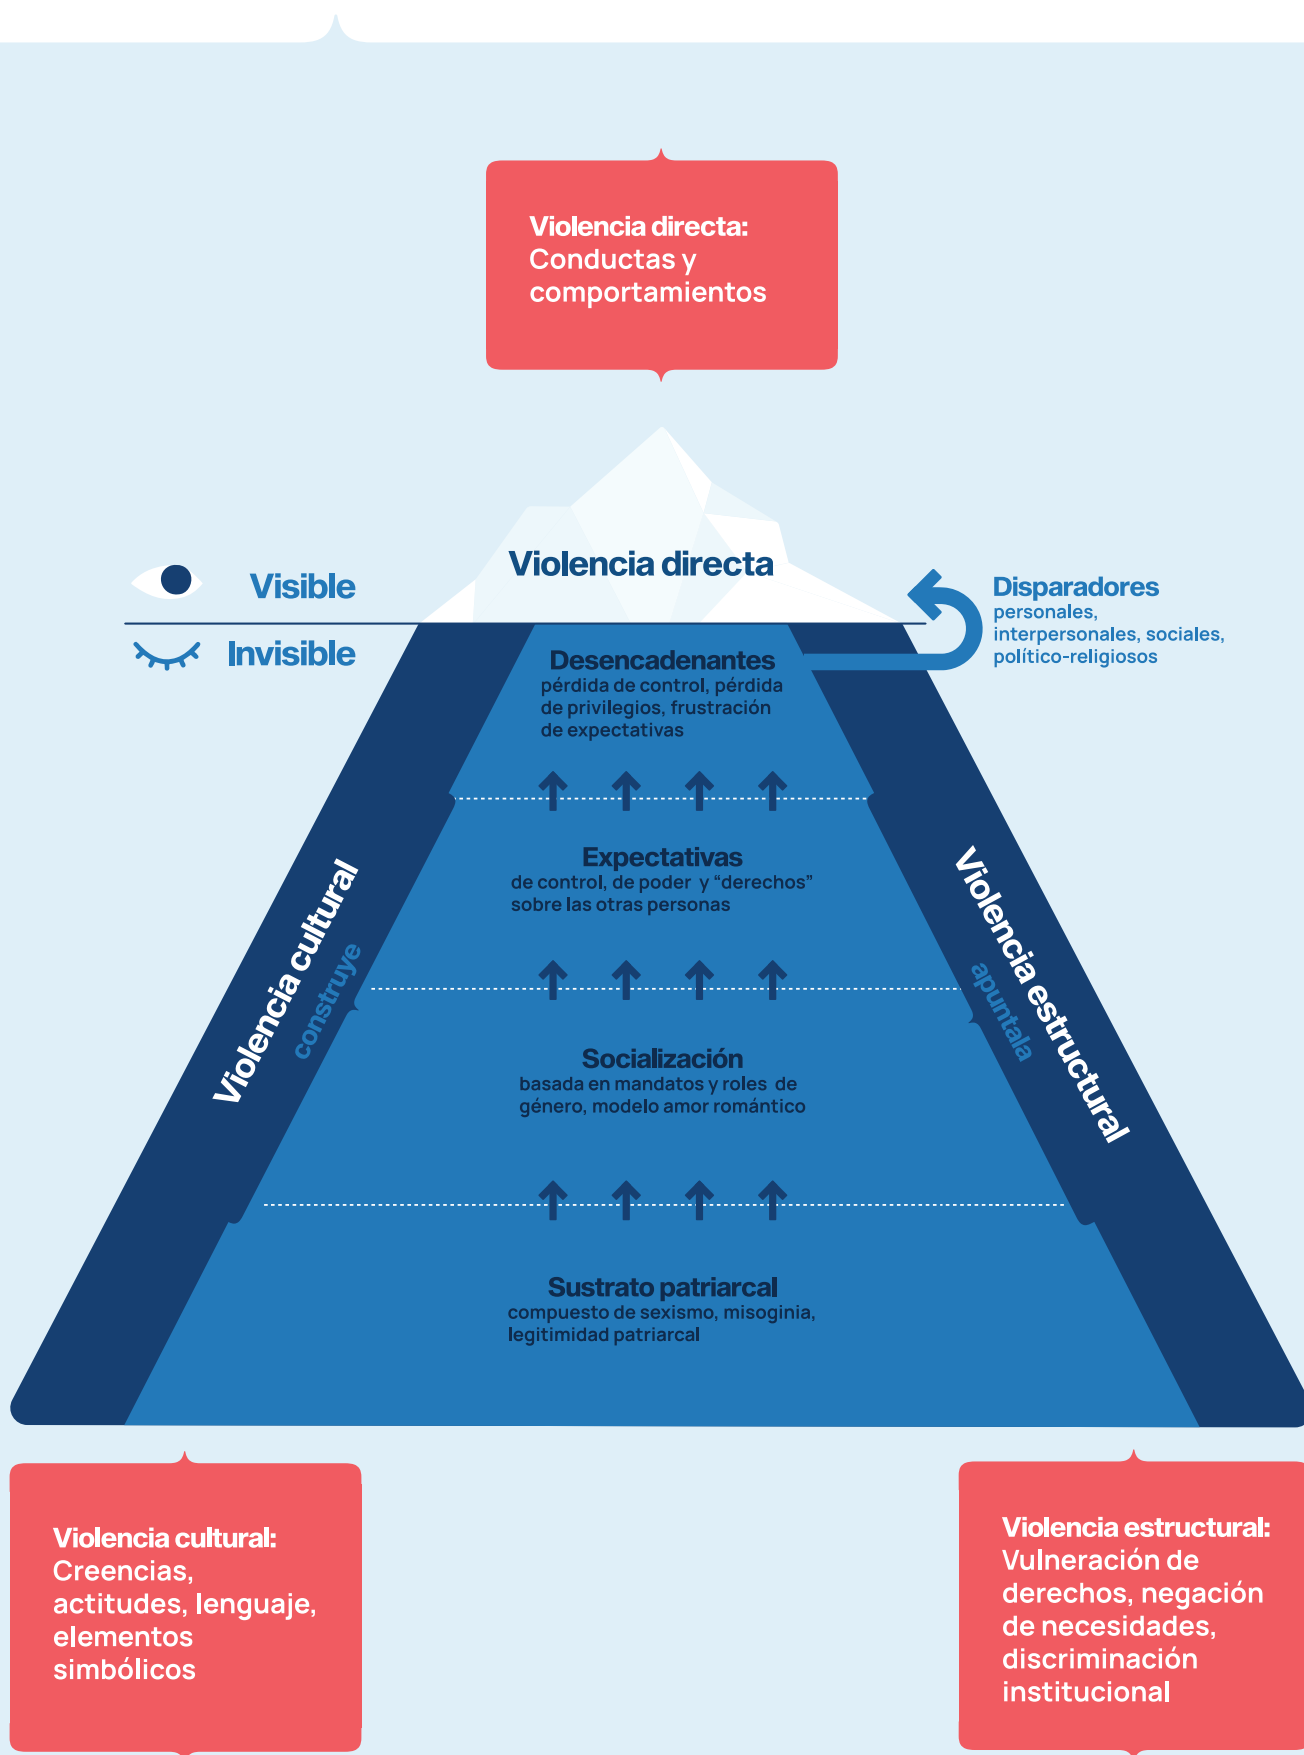 Violencia directa:
Conductas y
comportamientos
Violencia directa
Visible
Invisible
Disparadores
personales,
interpersonales, sociales,
político-religiosos
Desencadenantes
pérdida de control, pérdida
de privilegios, frustración
de expectativas
Expectativas
de control, de poder y “derechos”
sobre las otras personas
Violencia cultural
construye
Violencia estructural
apuntala
Socialización
basada en mandatos y roles de
género, modelo amor romántico
Sustrato patriarcal
compuesto de sexismo, misoginia,
legitimidad patriarcal
Violencia cultural:
Creencias,
actitudes, lenguaje,
elementos
simbólicos
Violencia estructural:
Vulneración de
derechos, negación
de necesidades,
discriminación
institucional